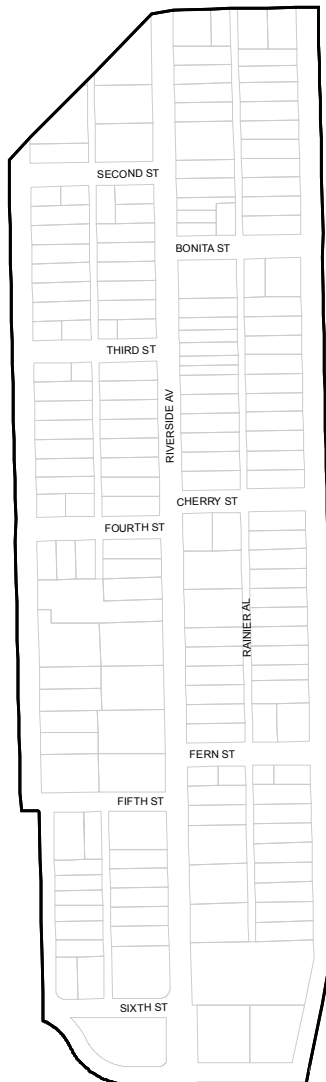 SECOND ST
BONITA ST
THIRD ST
RIVERSIDE AV
CHERRY ST
FOURTH ST
RAINIER AL
FERN ST
FIFTH ST
SIXTH ST